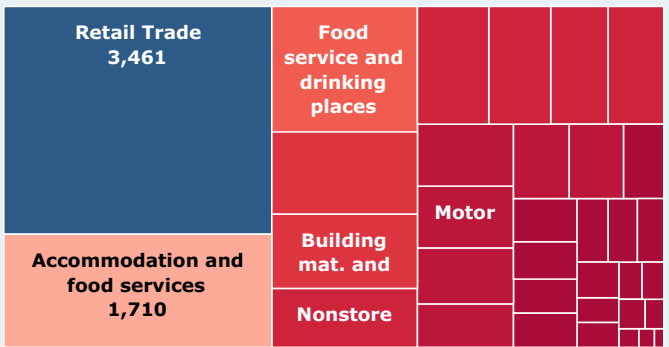 Retail Trade
3,461
Accommodation and
food services
1,710
Food
service and
drinking
places
Building
mat. and
Nonstore
Motor